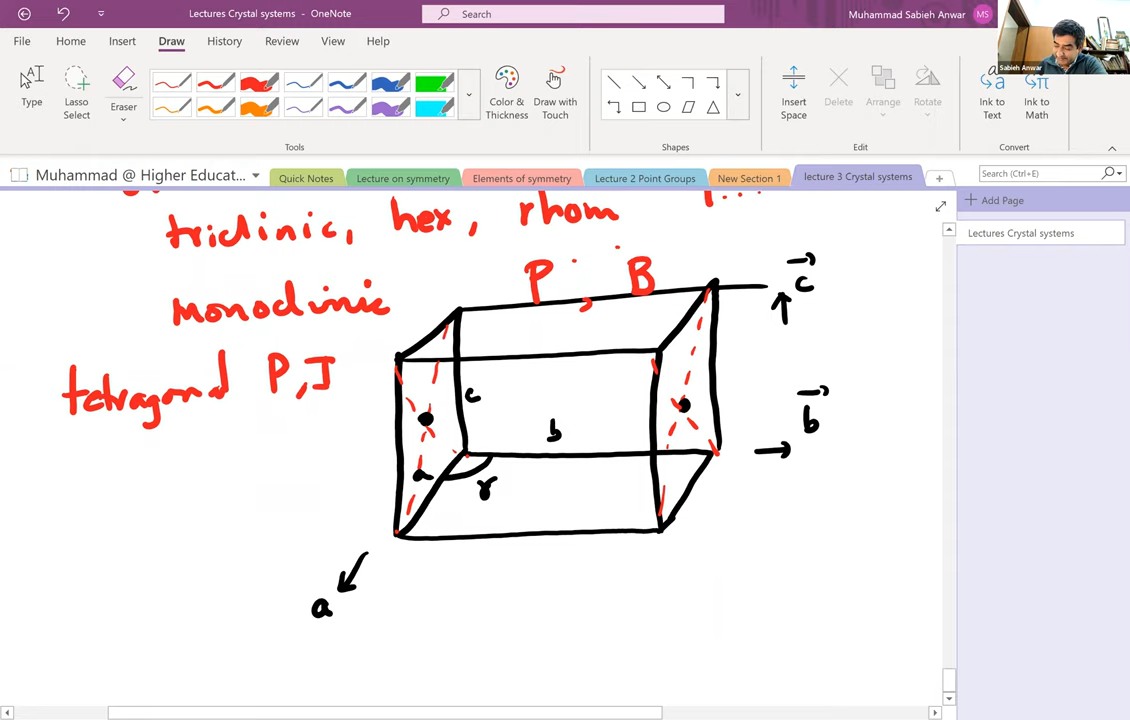 Lectures Crystal systems - OneNote
Search
Muhammad Sabieh Anwar MS
Sabieh Anwar
File Home Insert Draw History Review View Help
Type
Lasso Select
Eraser
Color & Thickness
Draw with Touch
Insert Space
Delete
Arrange
Rotate
Ink to Text
Ink to Math
Tools
Shapes
Edit
Convert
Muhammad @ Higher Educat...
Quick Notes
Lecture on symmetry
Elements of symmetry
Lecture 2 Point Groups
New Section 1
lecture 3 Crystal systems
Search (Ctrl+E)
Add Page
Lectures Crystal systems
triclinic, hex, rhom
P, B
monoclinic
tetragonal P, I
c
c
b
b
a
γ
a